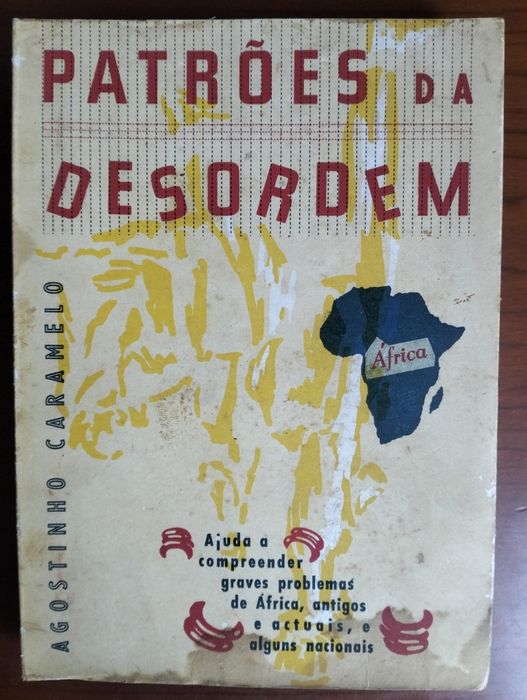 PATRÕES DA
DESORDEM
AGOSTINHO CARAMELO
África
Ajuda a
compreender
graves problemas
de África, antigos
e actuais, e
alguns nacionais